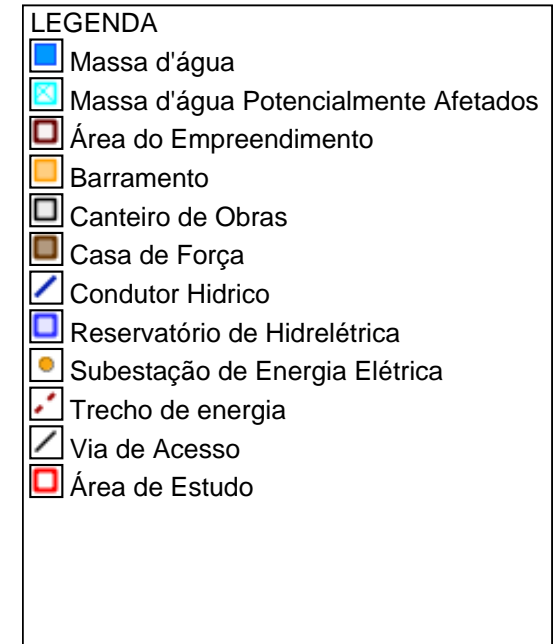 LEGENDA
Massa d'água
Massa d'água Potencialmente Afetados
Área do Empreendimento
Barramento
Canteiro de Obras
Casa de Força
Condutor Hidrico
Reservatório de Hidrelétrica
Subestação de Energia Elétrica
Trecho de energia
Via de Acesso
Área de Estudo